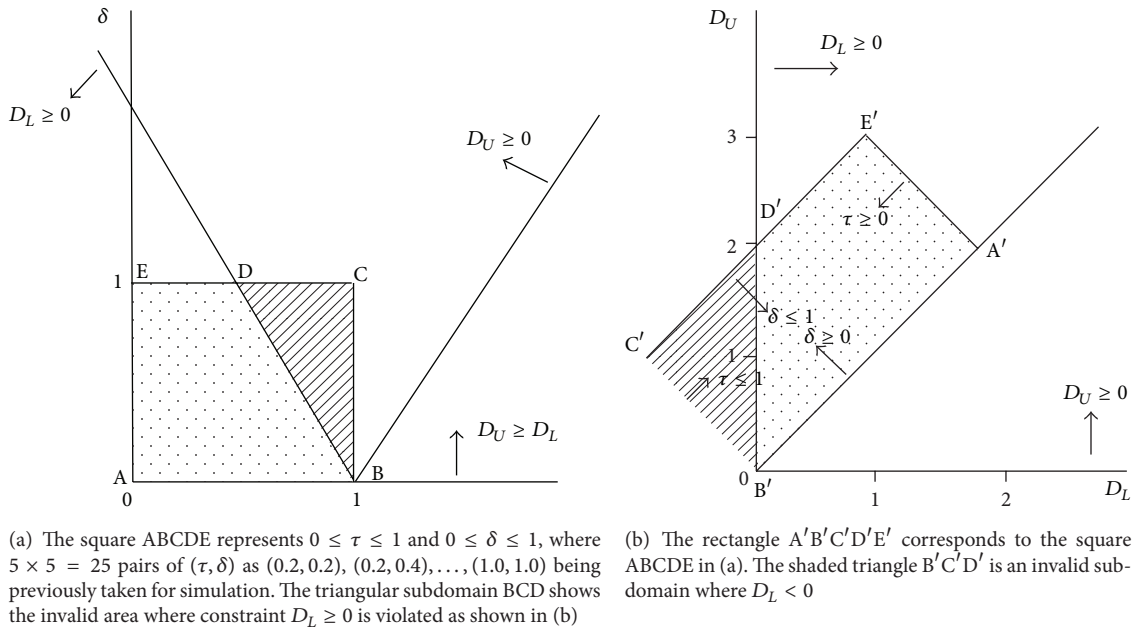 δ
D_L ≥ 0
D_U ≥ 0
E
D
C
1
D_U ≥ D_L
A
B
0
1
D_U
D_L ≥ 0
3
E′
D′
τ ≥ 0
2
A′
δ ≤ 1
δ ≥ 0
C′
1
τ ≤ 1
D_U ≥ 0
0
B′
1
2
D_L
(a) The square ABCDE represents 0 ≤ τ ≤ 1 and 0 ≤ δ ≤ 1, where
5 × 5 = 25 pairs of (τ, δ) as (0.2, 0.2), (0.2, 0.4), . . . , (1.0, 1.0) being
previously taken for simulation. The triangular subdomain BCD shows
the invalid area where constraint D_L ≥ 0 is violated as shown in (b)
(b) The rectangle A′B′C′D′E′ corresponds to the square
ABCDE in (a). The shaded triangle B′C′D′ is an invalid sub-
domain where D_L < 0